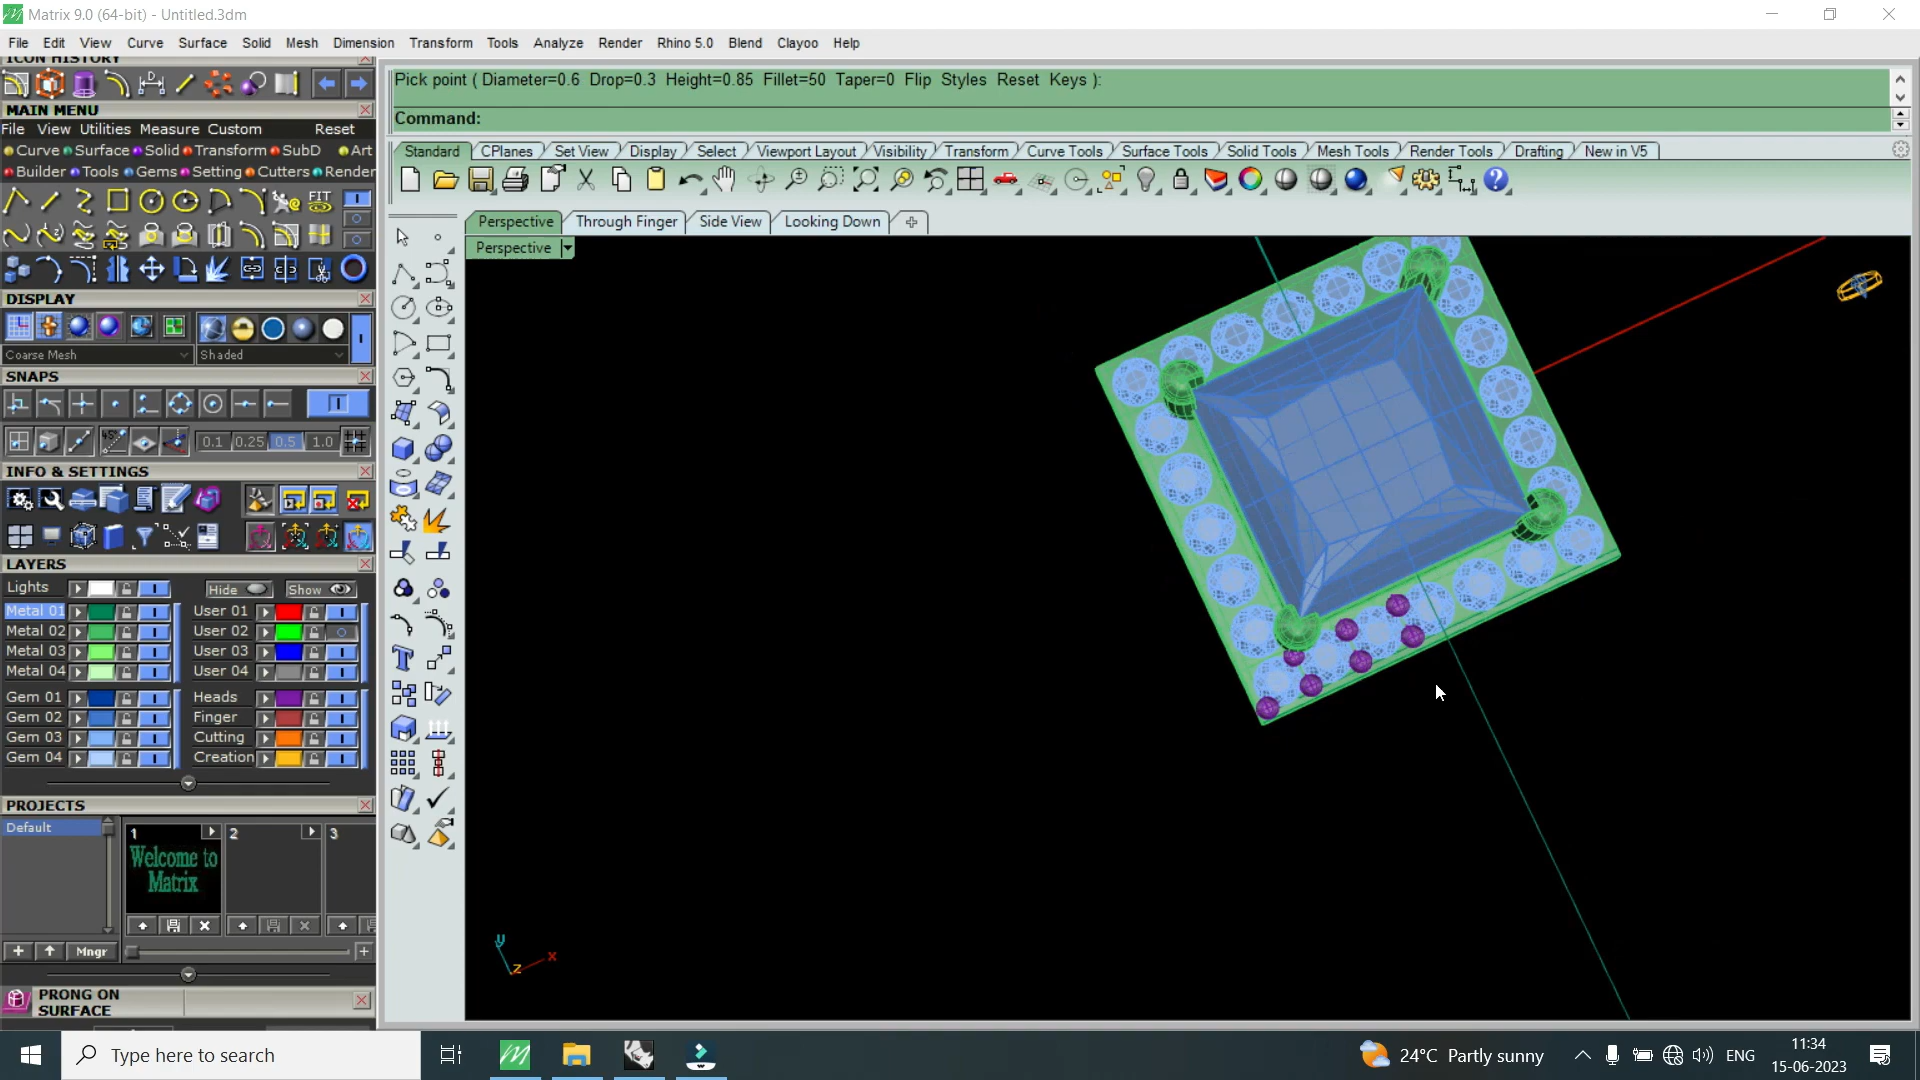 Matrix 9.0 (64-bit) - Untitled.3dm
File Edit View Curve Surface Solid Mesh Dimension Transform Tools Analyze Render Rhino 5.0 Blend Clayoo Help
ICON HISTORY
Pick point ( Diameter=0.6 Drop=0.3 Height=0.85 Fillet=50 Taper=0 Flip Styles Reset Keys ):
Command:
MAIN MENU
File View Utilities Measure Custom Reset
Curve Surface Solid Transform SubD Art
Builder Tools Gems Setting Cutters Render
Standard CPlanes Set View Display Select Viewport Layout Visibility Transform Curve Tools Surface Tools Solid Tools Mesh Tools Render Tools Drafting New in V5
FIT
Perspective Through Finger Side View Looking Down
Perspective
DISPLAY
Coarse Mesh Shaded
SNAPS
0.1 0.25 0.5 1.0
INFO & SETTINGS
LAYERS
Lights Hide Show
Metal 01 User 01
Metal 02 User 02
Metal 03 User 03
Metal 04 User 04
Gem 01 Heads
Gem 02 Finger
Gem 03 Cutting
Gem 04 Creation
PROJECTS
Default 1 2 3
Welcome to
Matrix
Mngr
PRONG ON
SURFACE
y
x
z
Type here to search
24°C Partly sunny
ENG
11:34
15-06-2023